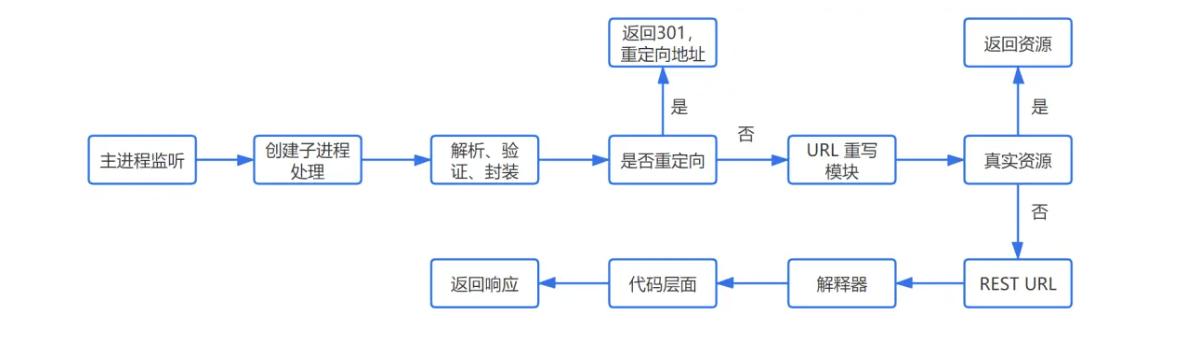 返回301，
重定向地址
返回资源
是
是
否
主进程监听
创建子进程
处理
解析、验
证、封装
是否重定向
URL 重写
模块
真实资源
否
返回响应
代码层面
解释器
REST URL